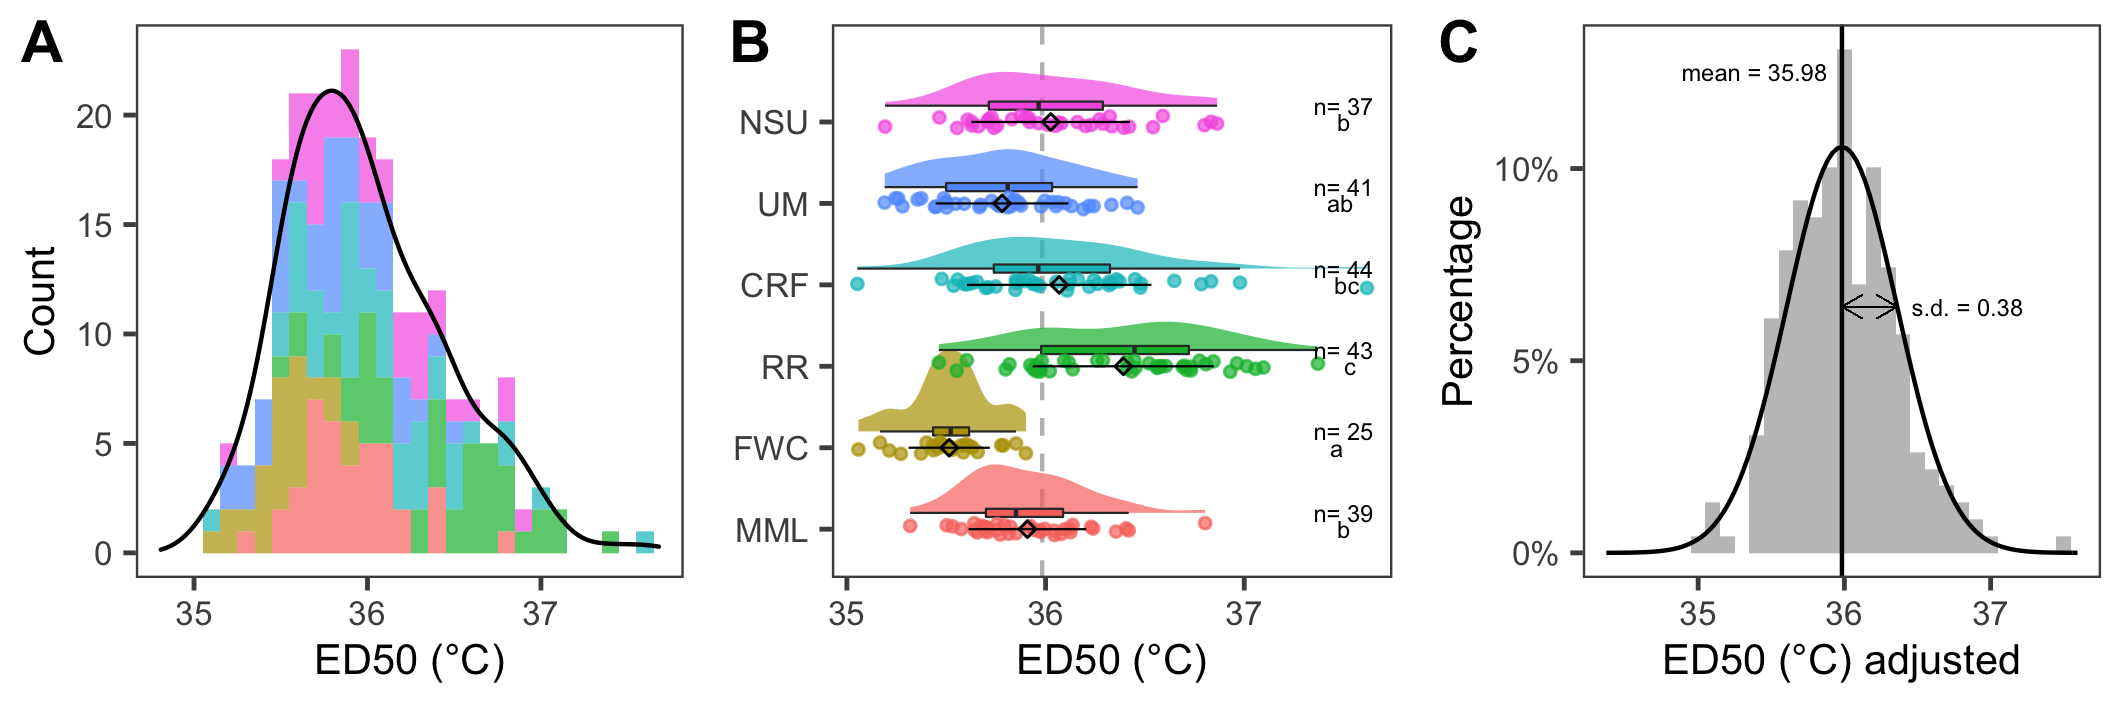 A
Count
20
15
10
5
0
35
36
37
ED50 (°C)
B
NSU
UM
CRF
RR
FWC
MML
n= 37
b
n= 41
ab
n= 44
bc
n= 43
c
n= 25
a
n= 39
b
35
36
37
ED50 (°C)
C
Percentage
10%
5%
0%
mean = 35.98
s.d. = 0.38
35
36
37
ED50 (°C) adjusted